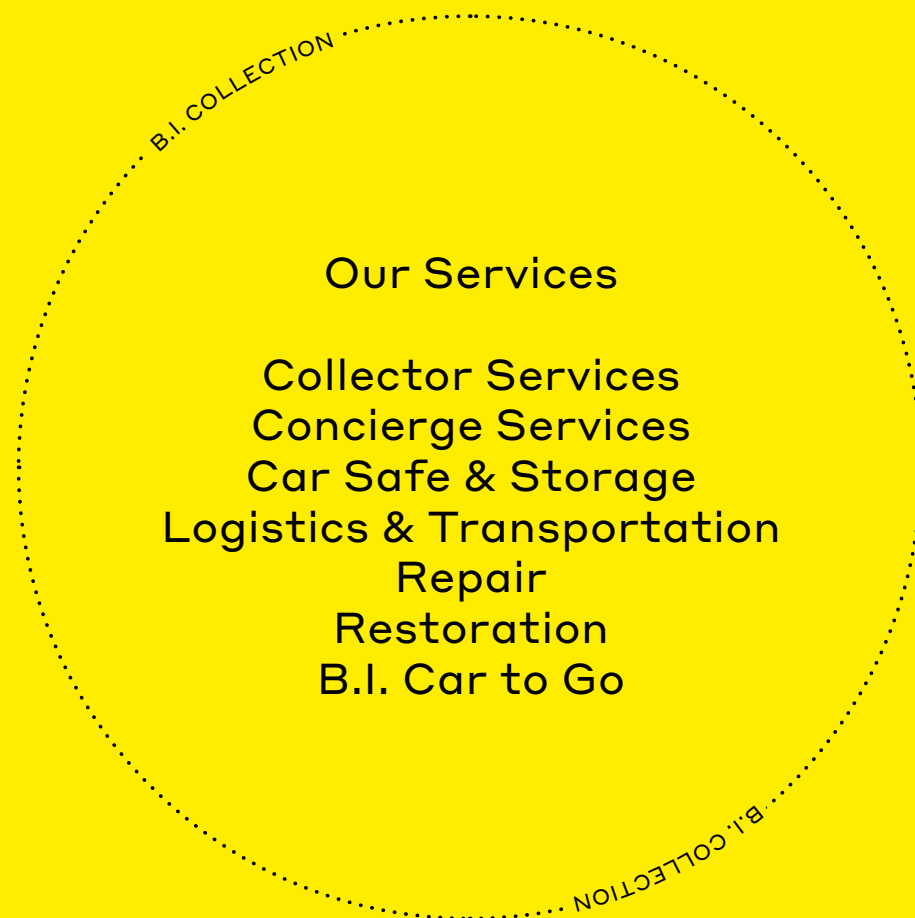 B.I. COLLECTION
Our Services
Collector Services
Concierge Services
Car Safe & Storage
Logistics & Transportation
Repair
Restoration
B.I. Car to Go
B.I. COLLECTION